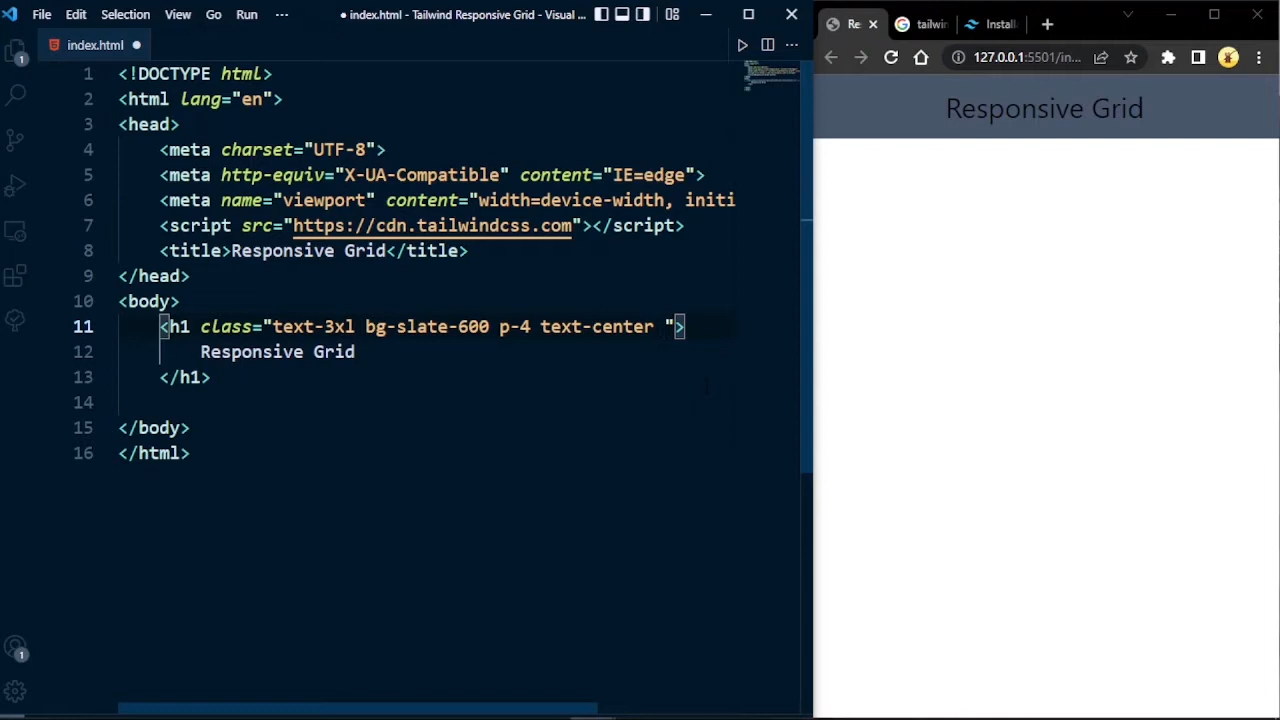 File Edit Selection View Go Run ··· ● index.html - Tailwind Responsive Grid - Visual ...
index.html ●
1 <!DOCTYPE html>
2 <html lang="en">
3 <head>
4 <meta charset="UTF-8">
5 <meta http-equiv="X-UA-Compatible" content="IE=edge">
6 <meta name="viewport" content="width=device-width, initi
7 <script src="https://cdn.tailwindcss.com"></script>
8 <title>Responsive Grid</title>
9 </head>
10 <body>
11 <h1 class="text-3xl bg-slate-600 p-4 text-center ">
12 Responsive Grid
13 </h1>
14
15 </body>
16 </html>
1
1
Re tailwin Install
127.0.0.1:5501/in...
Responsive Grid